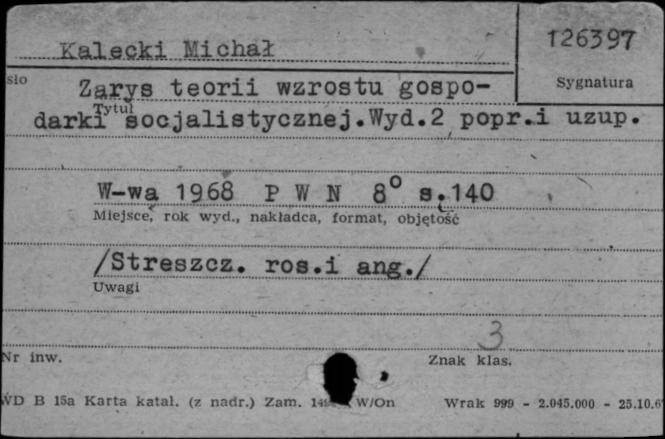 Kalecki Michał
126397
sło
Sygnatura
Zarys teorii wzrostu gospo-
Tytuł
darki socjalistycznej.Wyd.2 popr.i uzup.
W-wa 1968 P W N 8° s.140
Miejsce, rok wyd., nakładca, format, objętość
/Streszcz. ros.i ang./
Uwagi
3
Nr inw.
Znak klas.
WD B 15a Karta katal. (z nadr.) Zam. W/On Wrak 999 - 2.045.000 - 25.10.6